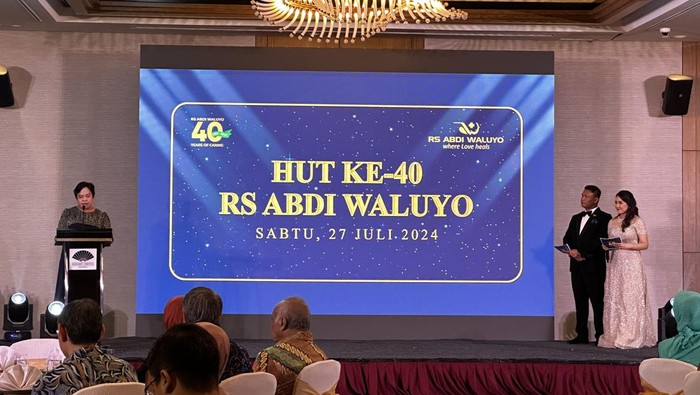 RS ABDI WALUYO
40
YEARS OF CARING
RS ABDI WALUYO
where Love heals
HUT KE-40
RS ABDI WALUYO
SABTU, 27 JULI 2024